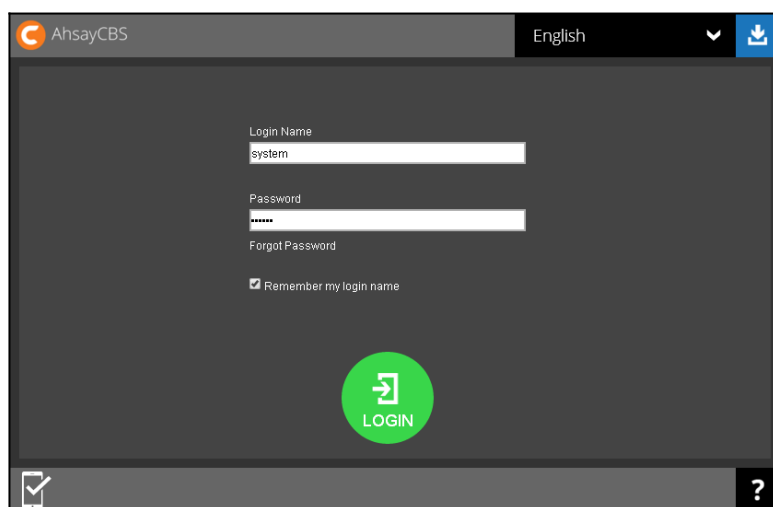 AhsayCBS
English
Login Name
system
Password
••••••
Forgot Password
Remember my login name
LOGIN
?